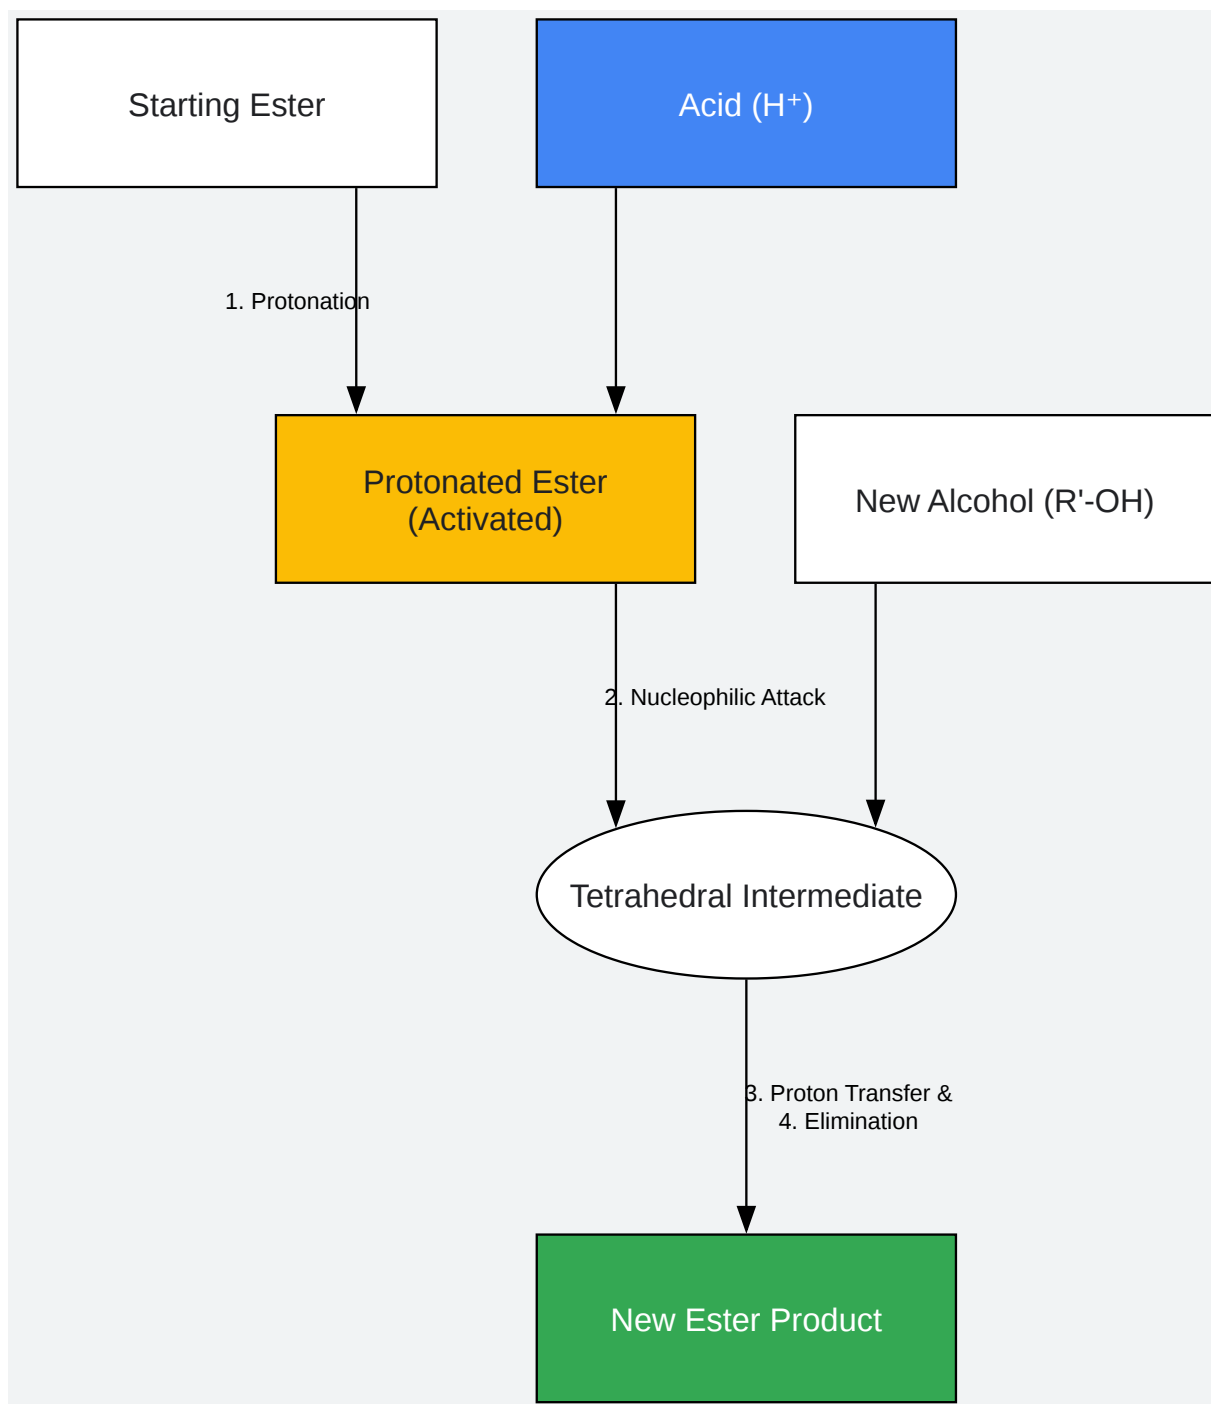 Starting Ester
Acid (H⁺)
1. Protonation
Protonated Ester
(Activated)
New Alcohol (R'-OH)
2. Nucleophilic Attack
Tetrahedral Intermediate
3. Proton Transfer &
4. Elimination
New Ester Product